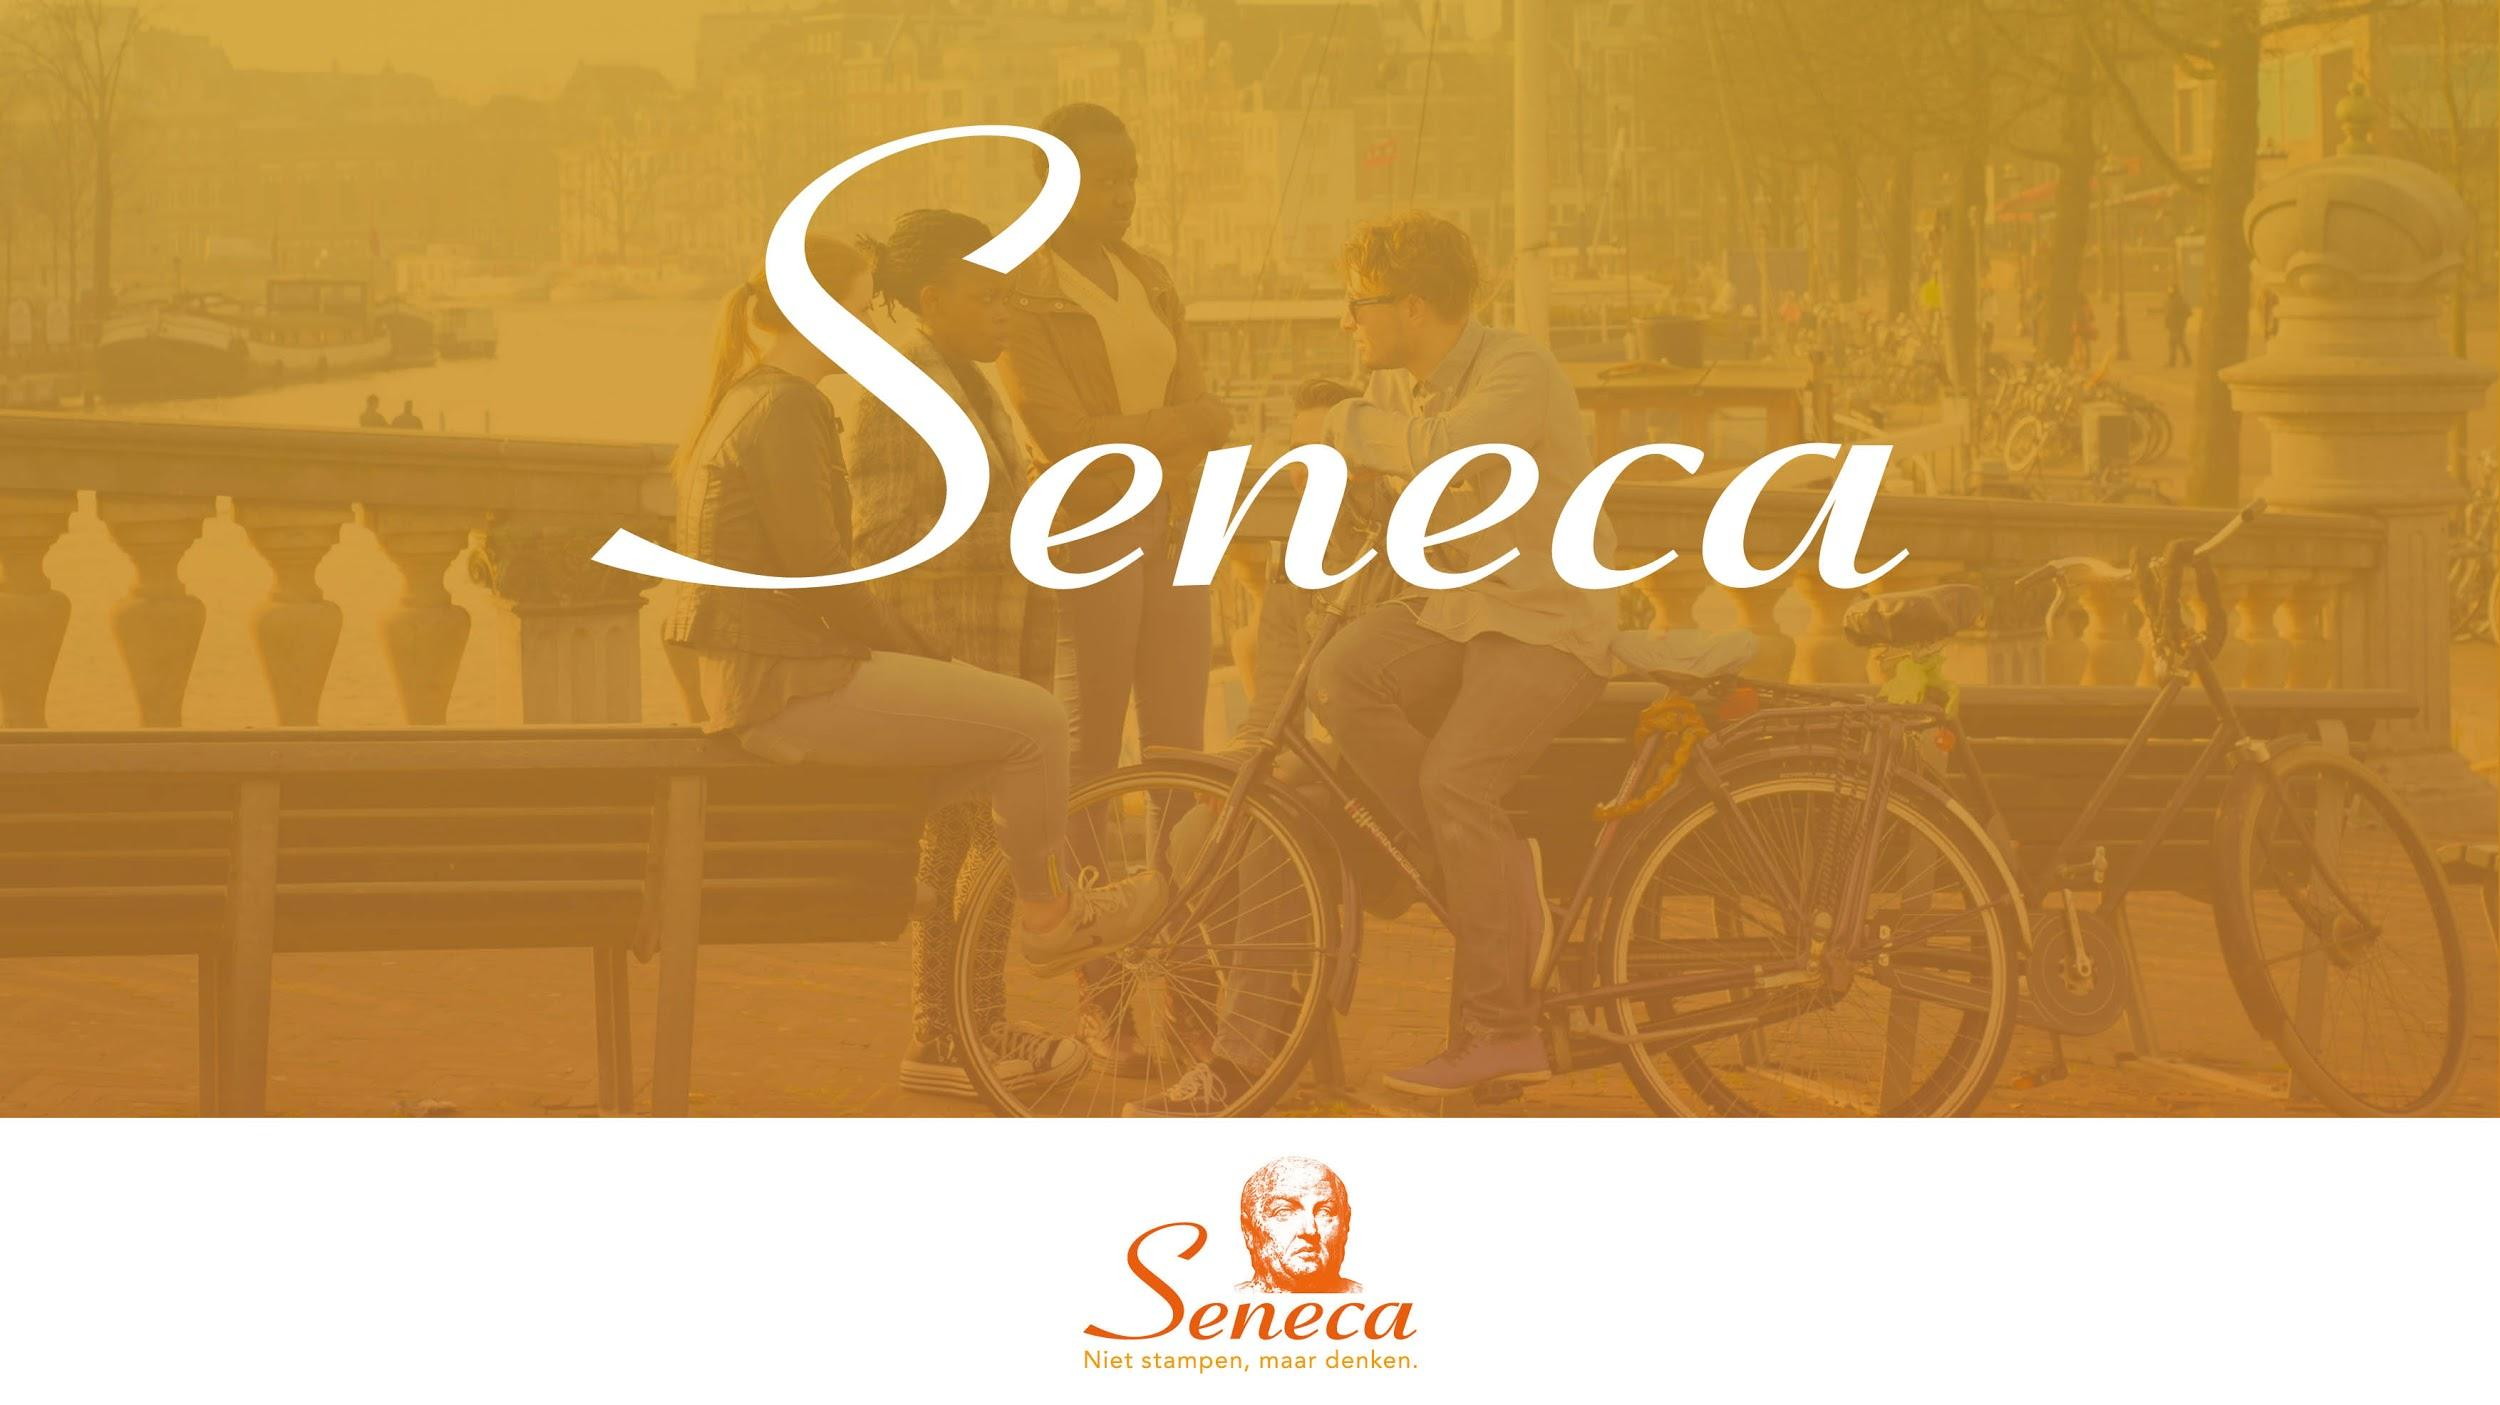 Seneca
Seneca
Niet stampen, maar denken.